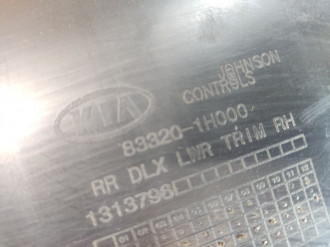 KIA
JOHNSON
CONTROLS
83320-1H000
RR DLX LWR TRIM RH
1313798